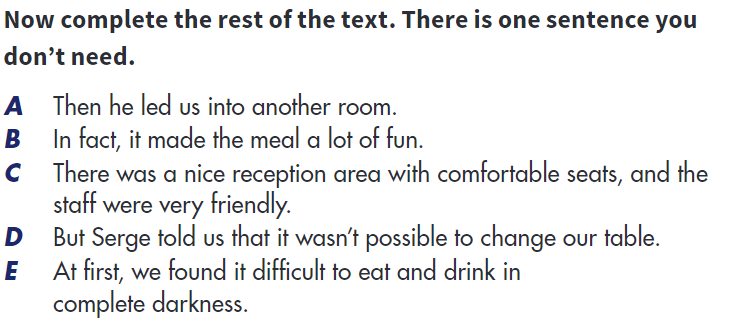 Now complete the rest of the text. There is one sentence you
don’t need.
A Then he led us into another room.
B In fact, it made the meal a lot of fun.
C There was a nice reception area with comfortable seats, and the
staff were very friendly.
D But Serge told us that it wasn’t possible to change our table.
E At first, we found it difficult to eat and drink in
complete darkness.